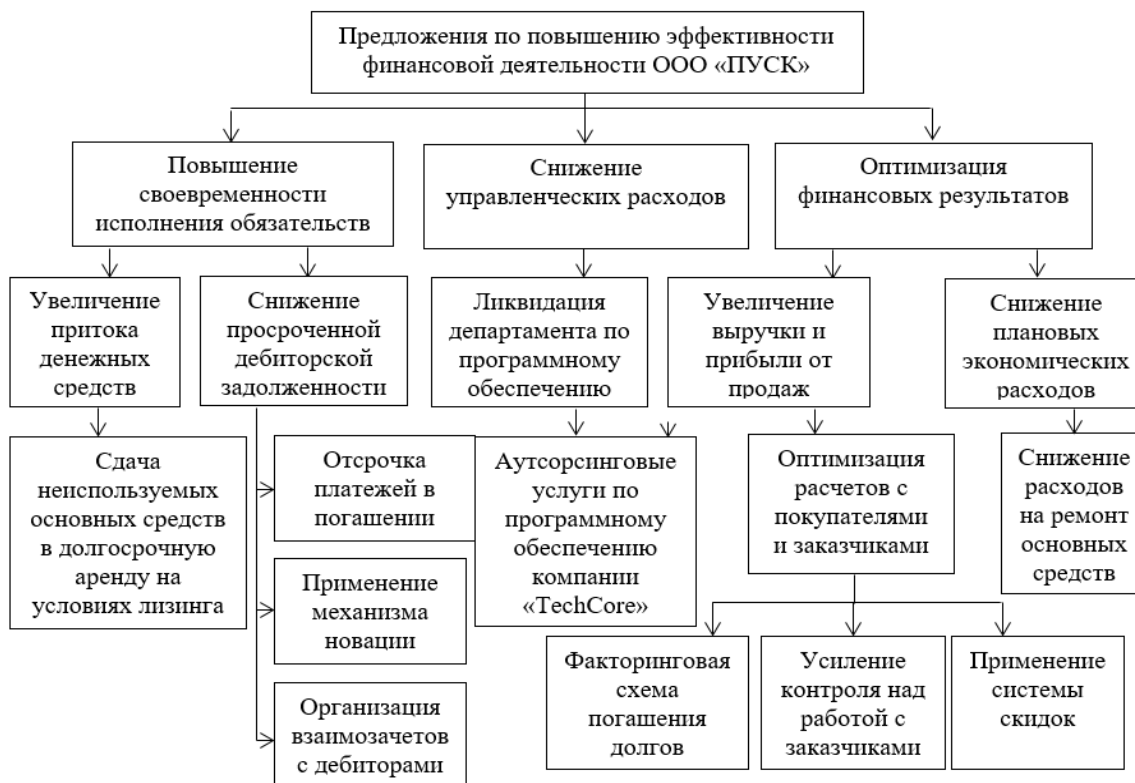 Предложения по повышению эффективности
финансовой деятельности ООО «ПУСК»
Повышение
своевременности
исполнения обязательств
Снижение
управленческих расходов
Оптимизация
финансовых результатов
Увеличение
притока
денежных
средств
Снижение
просроченной
дебиторской
задолженности
Ликвидация
департамента по
программному
обеспечению
Увеличение
выручки и
прибыли от
продаж
Снижение
плановых
экономических
расходов
Сдача
неиспользуемых
основных средств
в долгосрочную
аренду на
условиях лизинга
Отсрочка
платежей в
погашении
Применение
механизма
новации
Организация
взаимозачетов
с дебиторами
Аутсорсинговые
услуги по
программному
обеспечению
компании
«TechCore»
Оптимизация
расчетов с
покупателями
и заказчиками
Снижение
расходов
на ремонт
основных
средств
Факторинговая
схема
погашения
долгов
Усиление
контроля над
работой с
заказчиками
Применение
системы
скидок